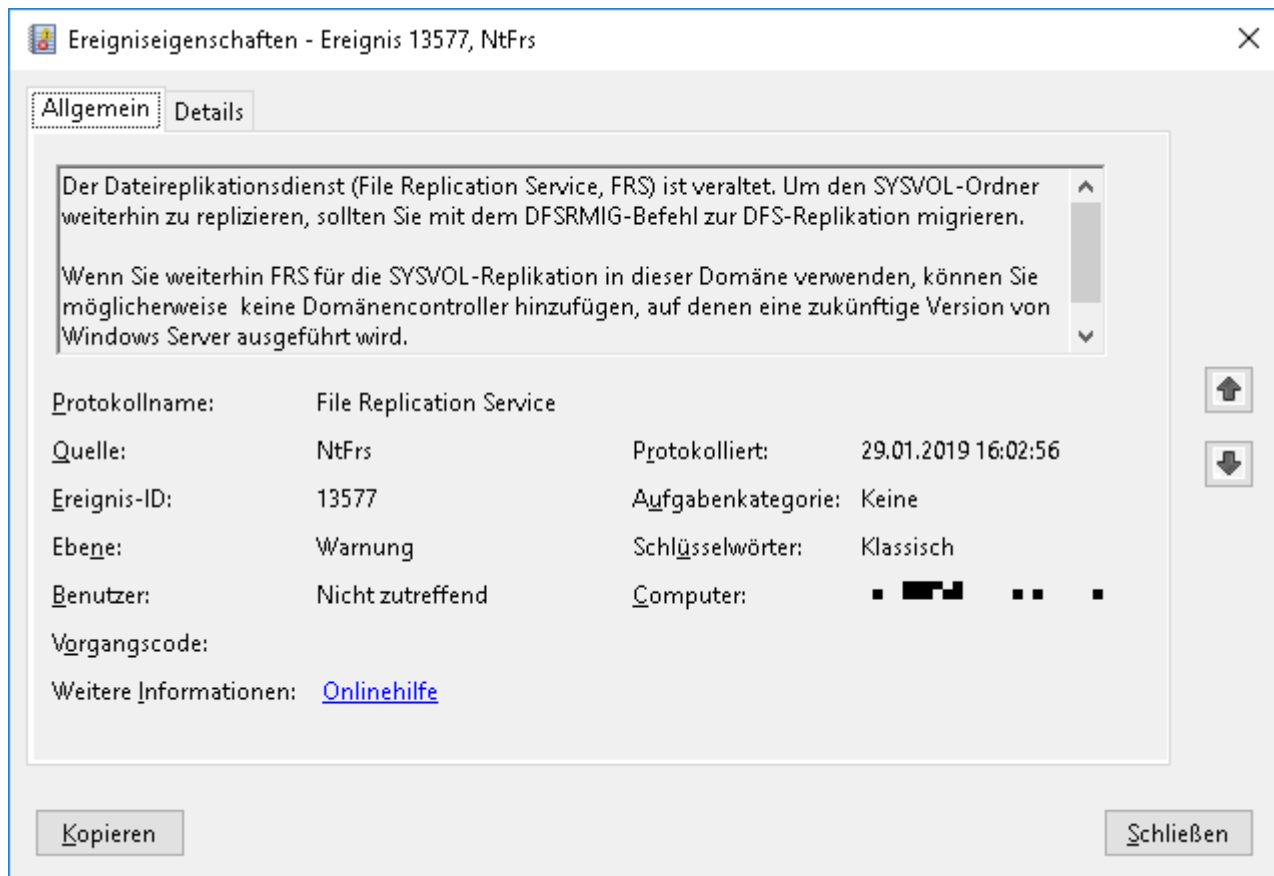 Ereigniseigenschaften - Ereignis 13577, NtFrs
Allgemein
Details
Der Dateireplikationsdienst (File Replication Service, FRS) ist veraltet. Um den SYSVOL-Ordner
weiterhin zu replizieren, sollten Sie mit dem DFSRMIG-Befehl zur DFS-Replikation migrieren.
Wenn Sie weiterhin FRS für die SYSVOL-Replikation in dieser Domäne verwenden, können Sie
möglicherweise  keine Domänencontroller hinzufügen, auf denen eine zukünftige Version von
Windows Server ausgeführt wird.
Protokollname: File Replication Service
Quelle: NtFrs Protokolliert: 29.01.2019 16:02:56
Ereignis-ID: 13577 Aufgabenkategorie: Keine
Ebene: Warnung Schlüsselwörter: Klassisch
Benutzer: Nicht zutreffend Computer:
Vorgangscode:
Weitere Informationen: Onlinehilfe
Kopieren
Schließen